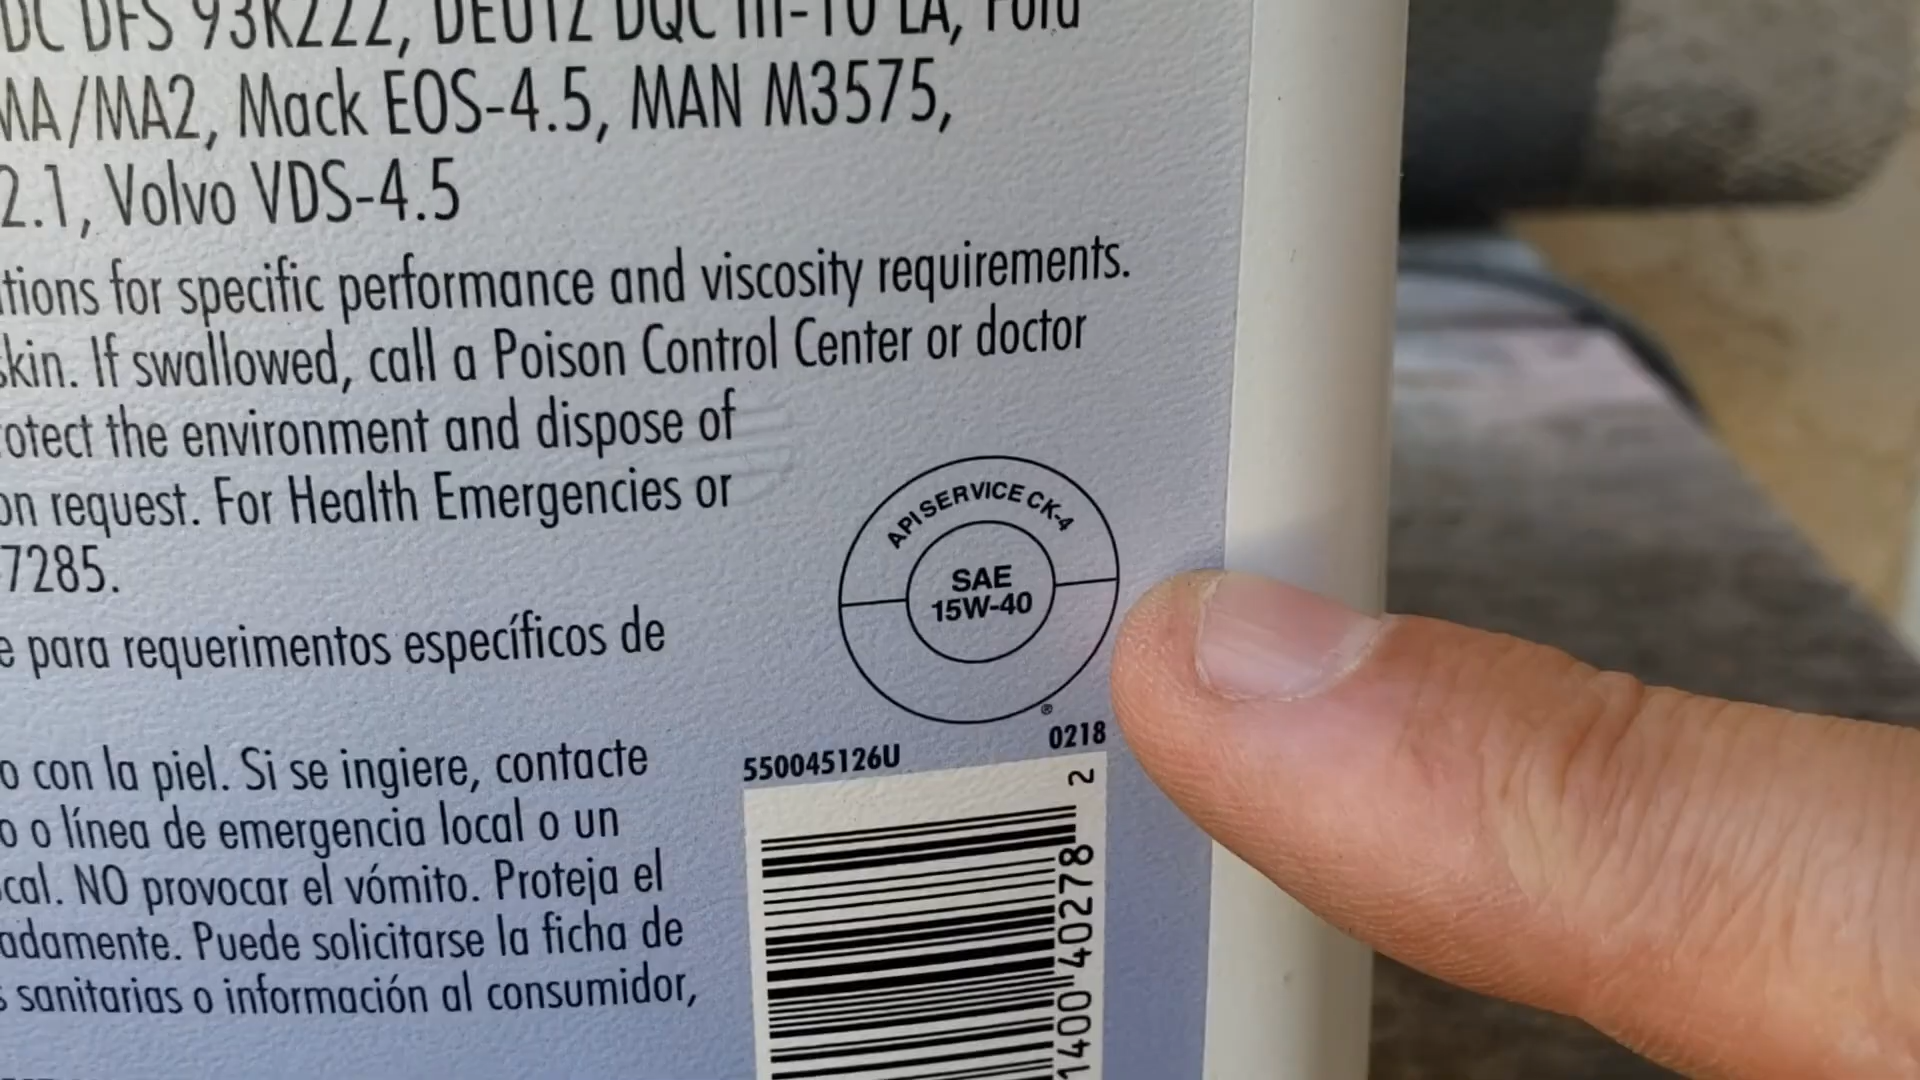 DC DFS 93K222, DEUTZ DQC III-10 LA, Ford
MA/MA2, Mack EOS-4.5, MAN M3575,
2.1, Volvo VDS-4.5
tions for specific performance and viscosity requirements.
skin. If swallowed, call a Poison Control Center or doctor
rotect the environment and dispose of
on request. For Health Emergencies or
-7285.
API SERVICE CK-4
SAE
15W-40
®
e para requerimentos específicos de
o con la piel. Si se ingiere, contacte
o o línea de emergencia local o un
cal. NO provocar el vómito. Proteja el
adamente. Puede solicitarse la ficha de
s sanitarias o información al consumidor,
550045126U
0218
1400 40278 2